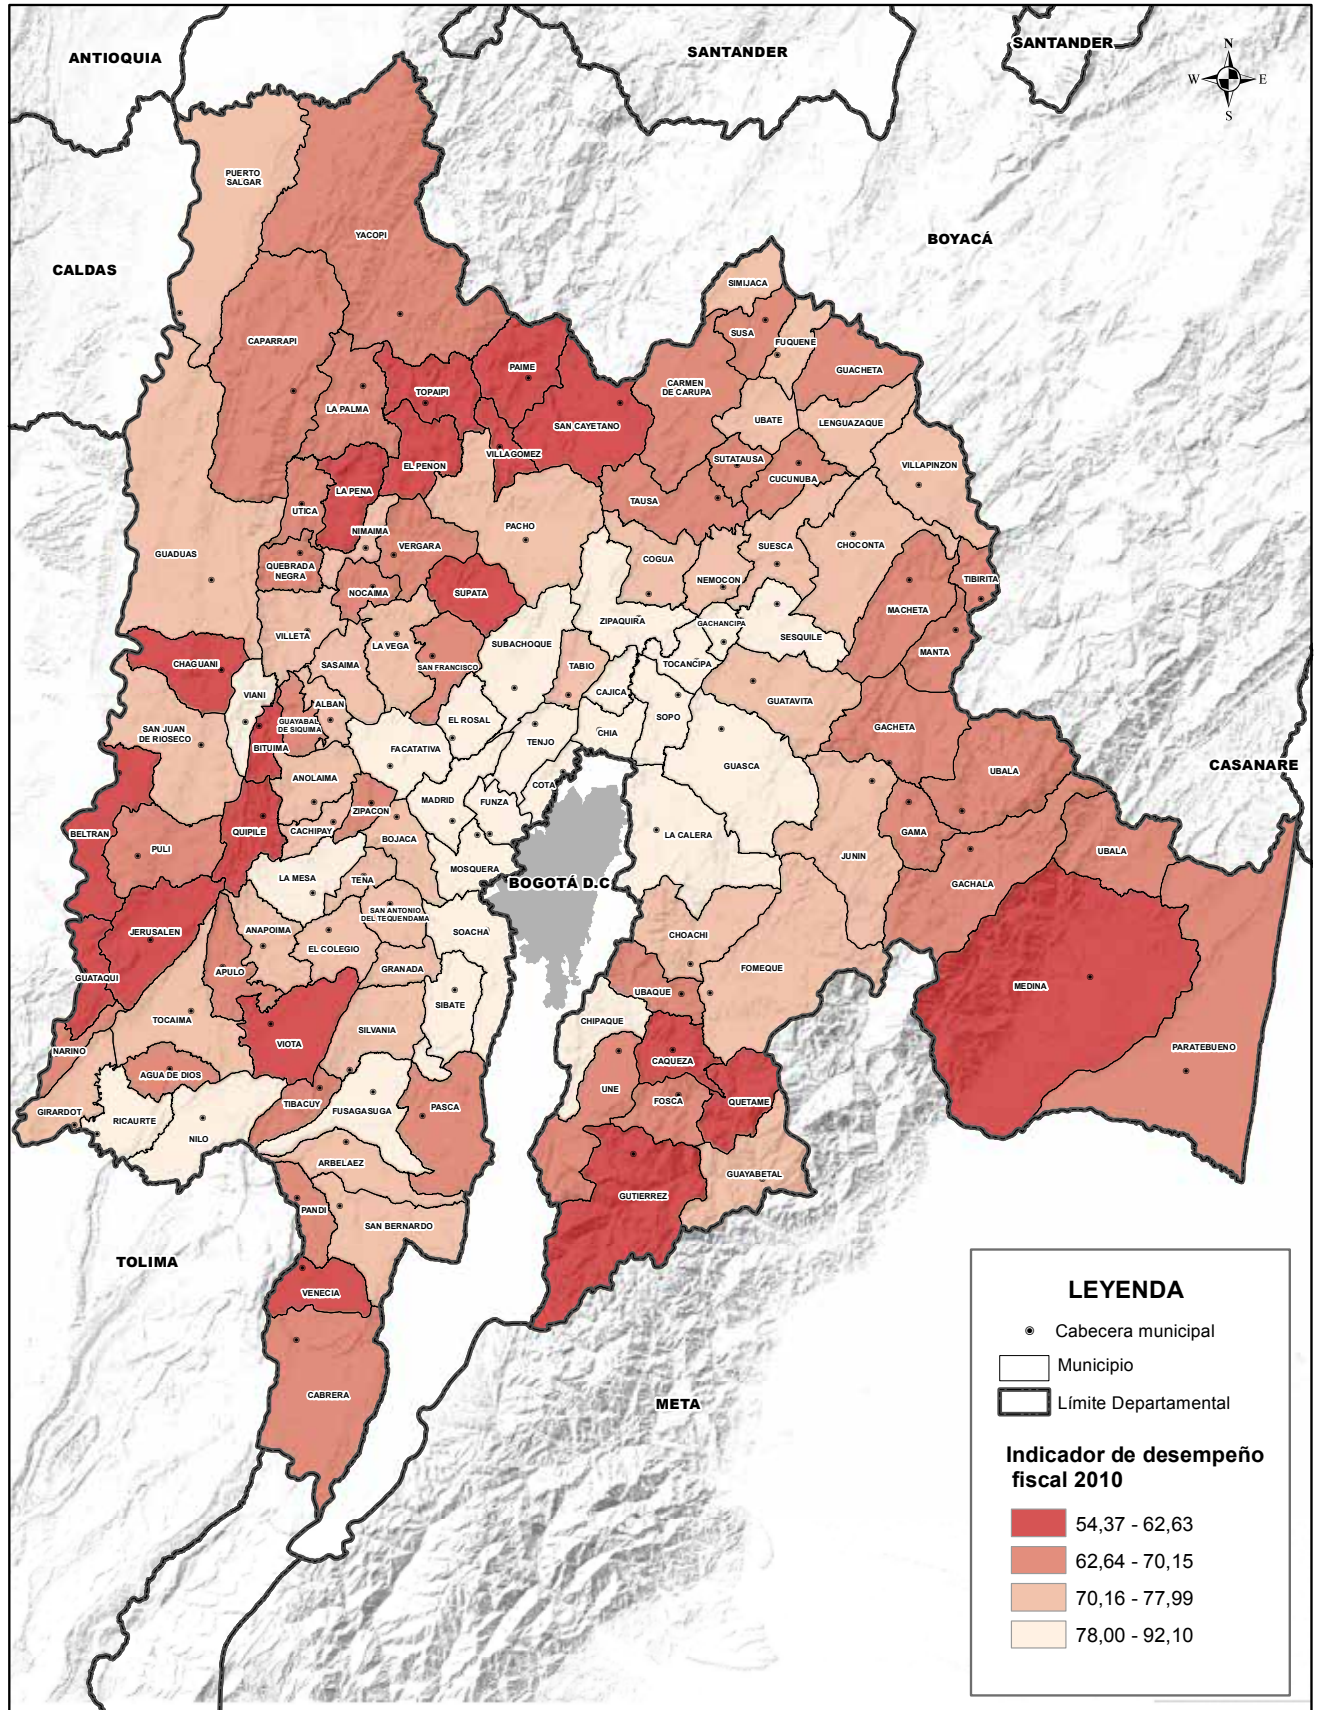 ANTIOQUIA
SANTANDER
SANTANDER
N
W
E
S
BOYACÁ
CALDAS
CASANARE
TOLIMA
META
BOGOTÁ D.C
PUERTO
SALGAR
YACOPI
CAPARRAPI
LA PALMA
TOPAIPI
PAIME
SAN CAYETANO
VILLAGOMEZ
EL PENON
LA PENA
UTICA
NIMAIMA
VERGARA
PACHO
GUADUAS
QUEBRADA
NEGRA
NOCAIMA
SUPATA
SIMIJACA
SUSA
FUQUENE
GUACHETA
CARMEN
DE CARUPA
UBATE
LENGUAZAQUE
SUTATAUSA
CUCUNUBA
VILLAPINZON
TAUSA
COGUA
NEMOCON
SUESCA
CHOCONTA
TIBIRITA
MACHETA
MANTA
VILLETA
LA VEGA
SASAIMA
SAN FRANCISCO
SUBACHOQUE
ZIPAQUIRA
GACHANCIPA
SESQUILE
TOCANCIPA
TABIO
CAJICA
CHAGUANI
VIANI
GUAYABAL
DE SIQUIMA
ALBAN
SAN JUAN
DE RIOSECO
BITUIMA
EL ROSAL
FACATATIVA
TENJO
CHIA
SOPO
GUATAVITA
GACHETA
GUASCA
UBALA
ANOLAIMA
MADRID
FUNZA
COTA
BELTRAN
QUIPILE
CACHIPAY
ZIPACON
BOJACA
PULI
LA CALERA
GAMA
JUNIN
UBALA
MOSQUERA
LA MESA
TENA
GACHALA
SAN ANTONIO
DEL TEQUENDAMA
JERUSALEN
ANAPOIMA
SOACHA
CHOACHI
EL COLEGIO
GRANADA
FOMEQUE
GUATAQUI
APULO
MEDINA
UBAQUE
SIBATE
CHIPAQUE
TOCAIMA
SILVANIA
VIOTA
NARINO
PARATEBUENO
CAQUEZA
AGUA DE DIOS
UNE
FOSCA
QUETAME
GIRARDOT
RICAURTE
TIBACUY
FUSAGASUGA
PASCA
NILO
ARBELAEZ
GUAYABETAL
GUTIERREZ
PANDI
SAN BERNARDO
VENECIA
CABRERA
LEYENDA
Cabecera municipal
Municipio
Límite Departamental
Indicador de desempeño
fiscal 2010
54,37 - 62,63
62,64 - 70,15
70,16 - 77,99
78,00 - 92,10